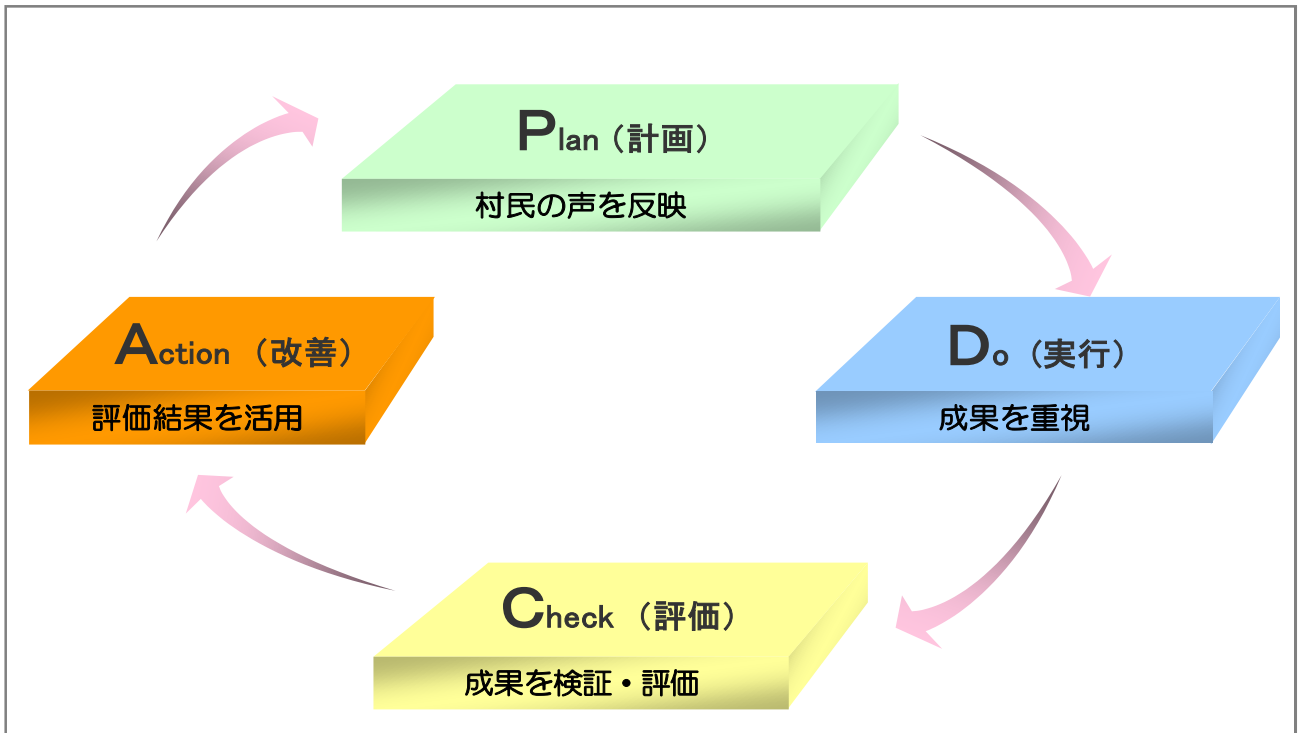 Plan（計画）
村民の声を反映
Action （改善）
評価結果を活用
Do（実行）
成果を重視
Check （評価）
成果を検証・評価